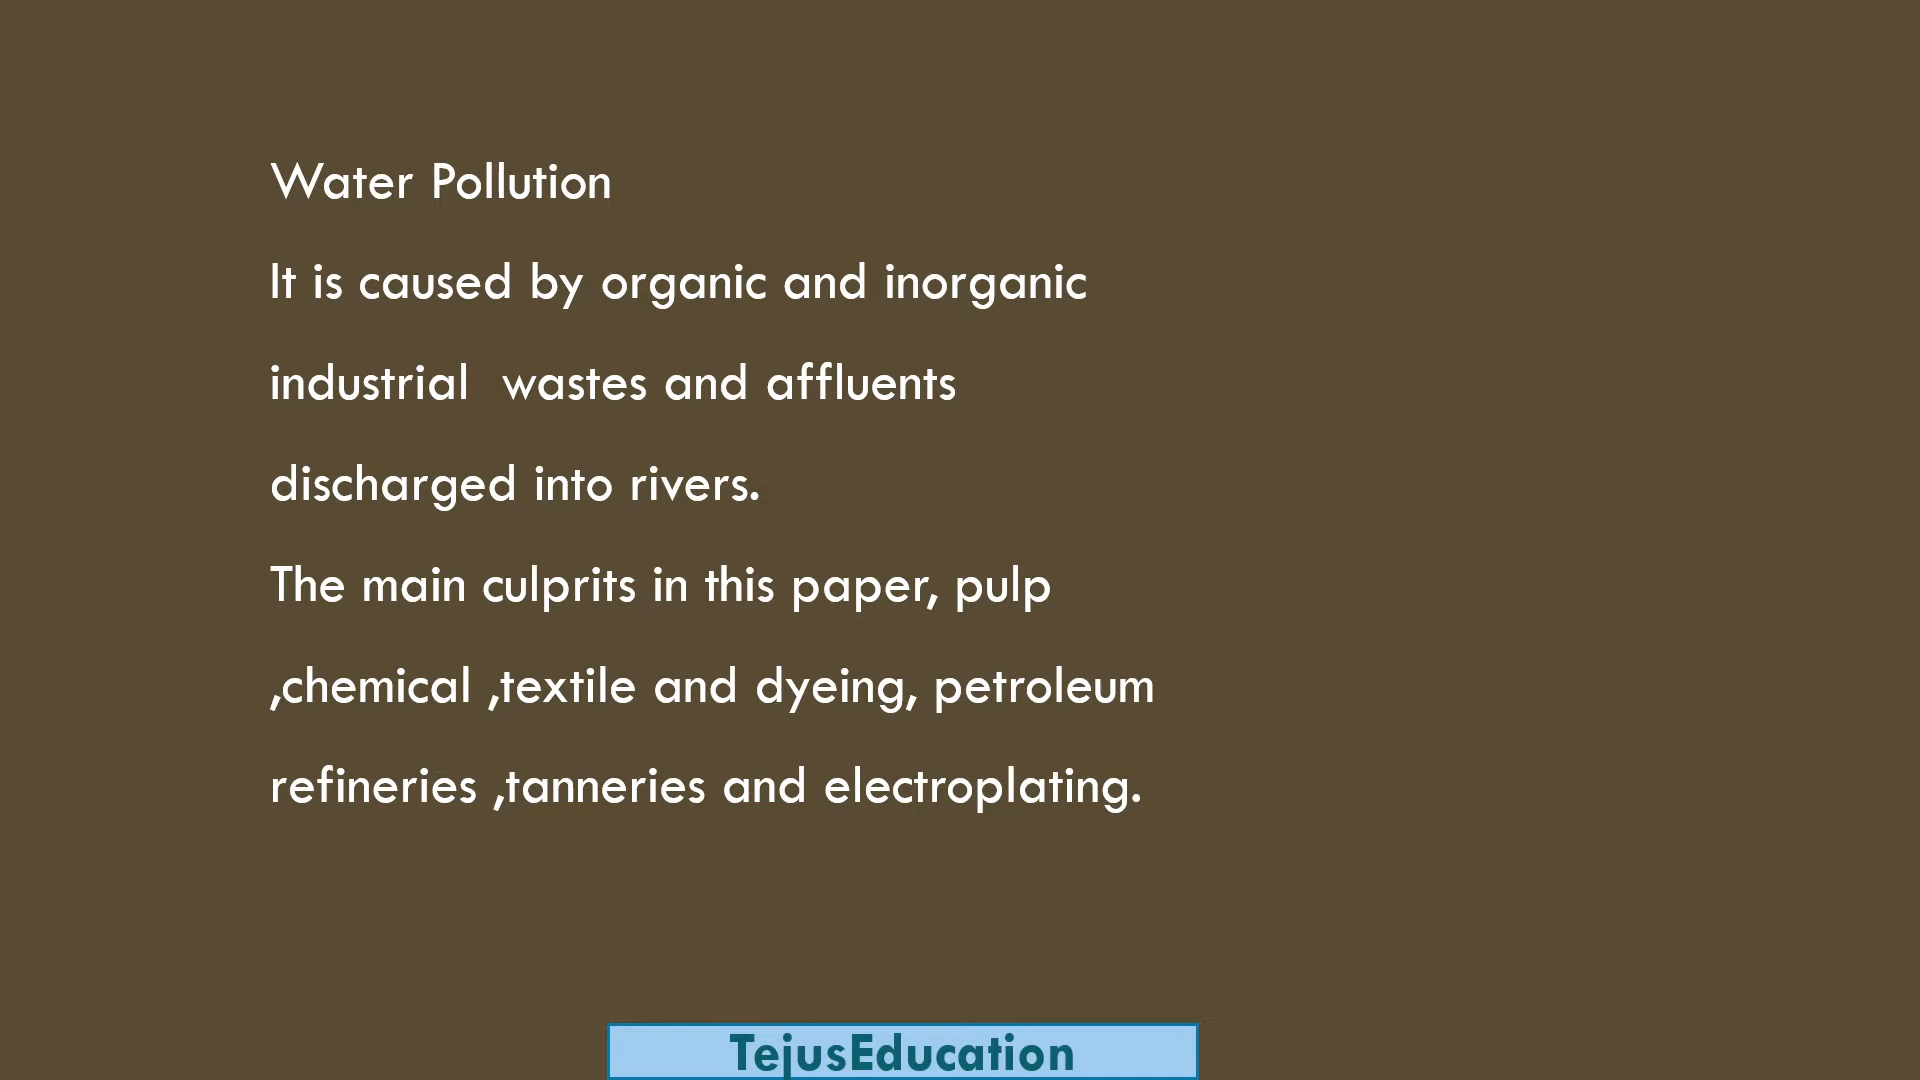 Water Pollution
It is caused by organic and inorganic
industrial  wastes and affluents
discharged into rivers.
The main culprits in this paper, pulp
,chemical ,textile and dyeing, petroleum
refineries ,tanneries and electroplating.
TejusEducation